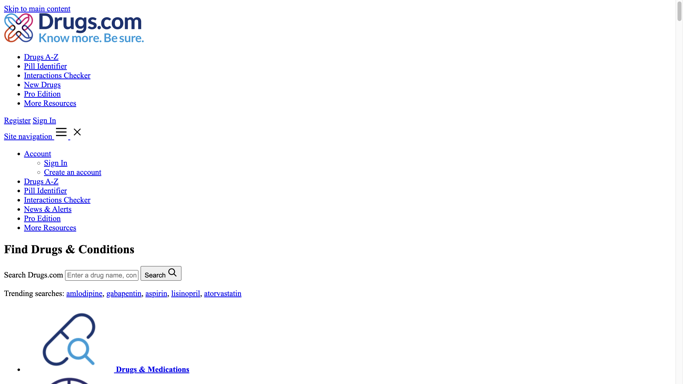 Skip to main content
Drugs.com
Know more. Be sure.
Drugs A-Z
Pill Identifier
Interactions Checker
New Drugs
Pro Edition
More Resources
Register Sign In
Site navigation
Account
Sign In
Create an account
Drugs A-Z
Pill Identifier
Interactions Checker
News & Alerts
Pro Edition
More Resources
Find Drugs & Conditions
Search Drugs.com Enter a drug name, con Search
Trending searches: amlodipine, gabapentin, aspirin, lisinopril, atorvastatin
Drugs & Medications